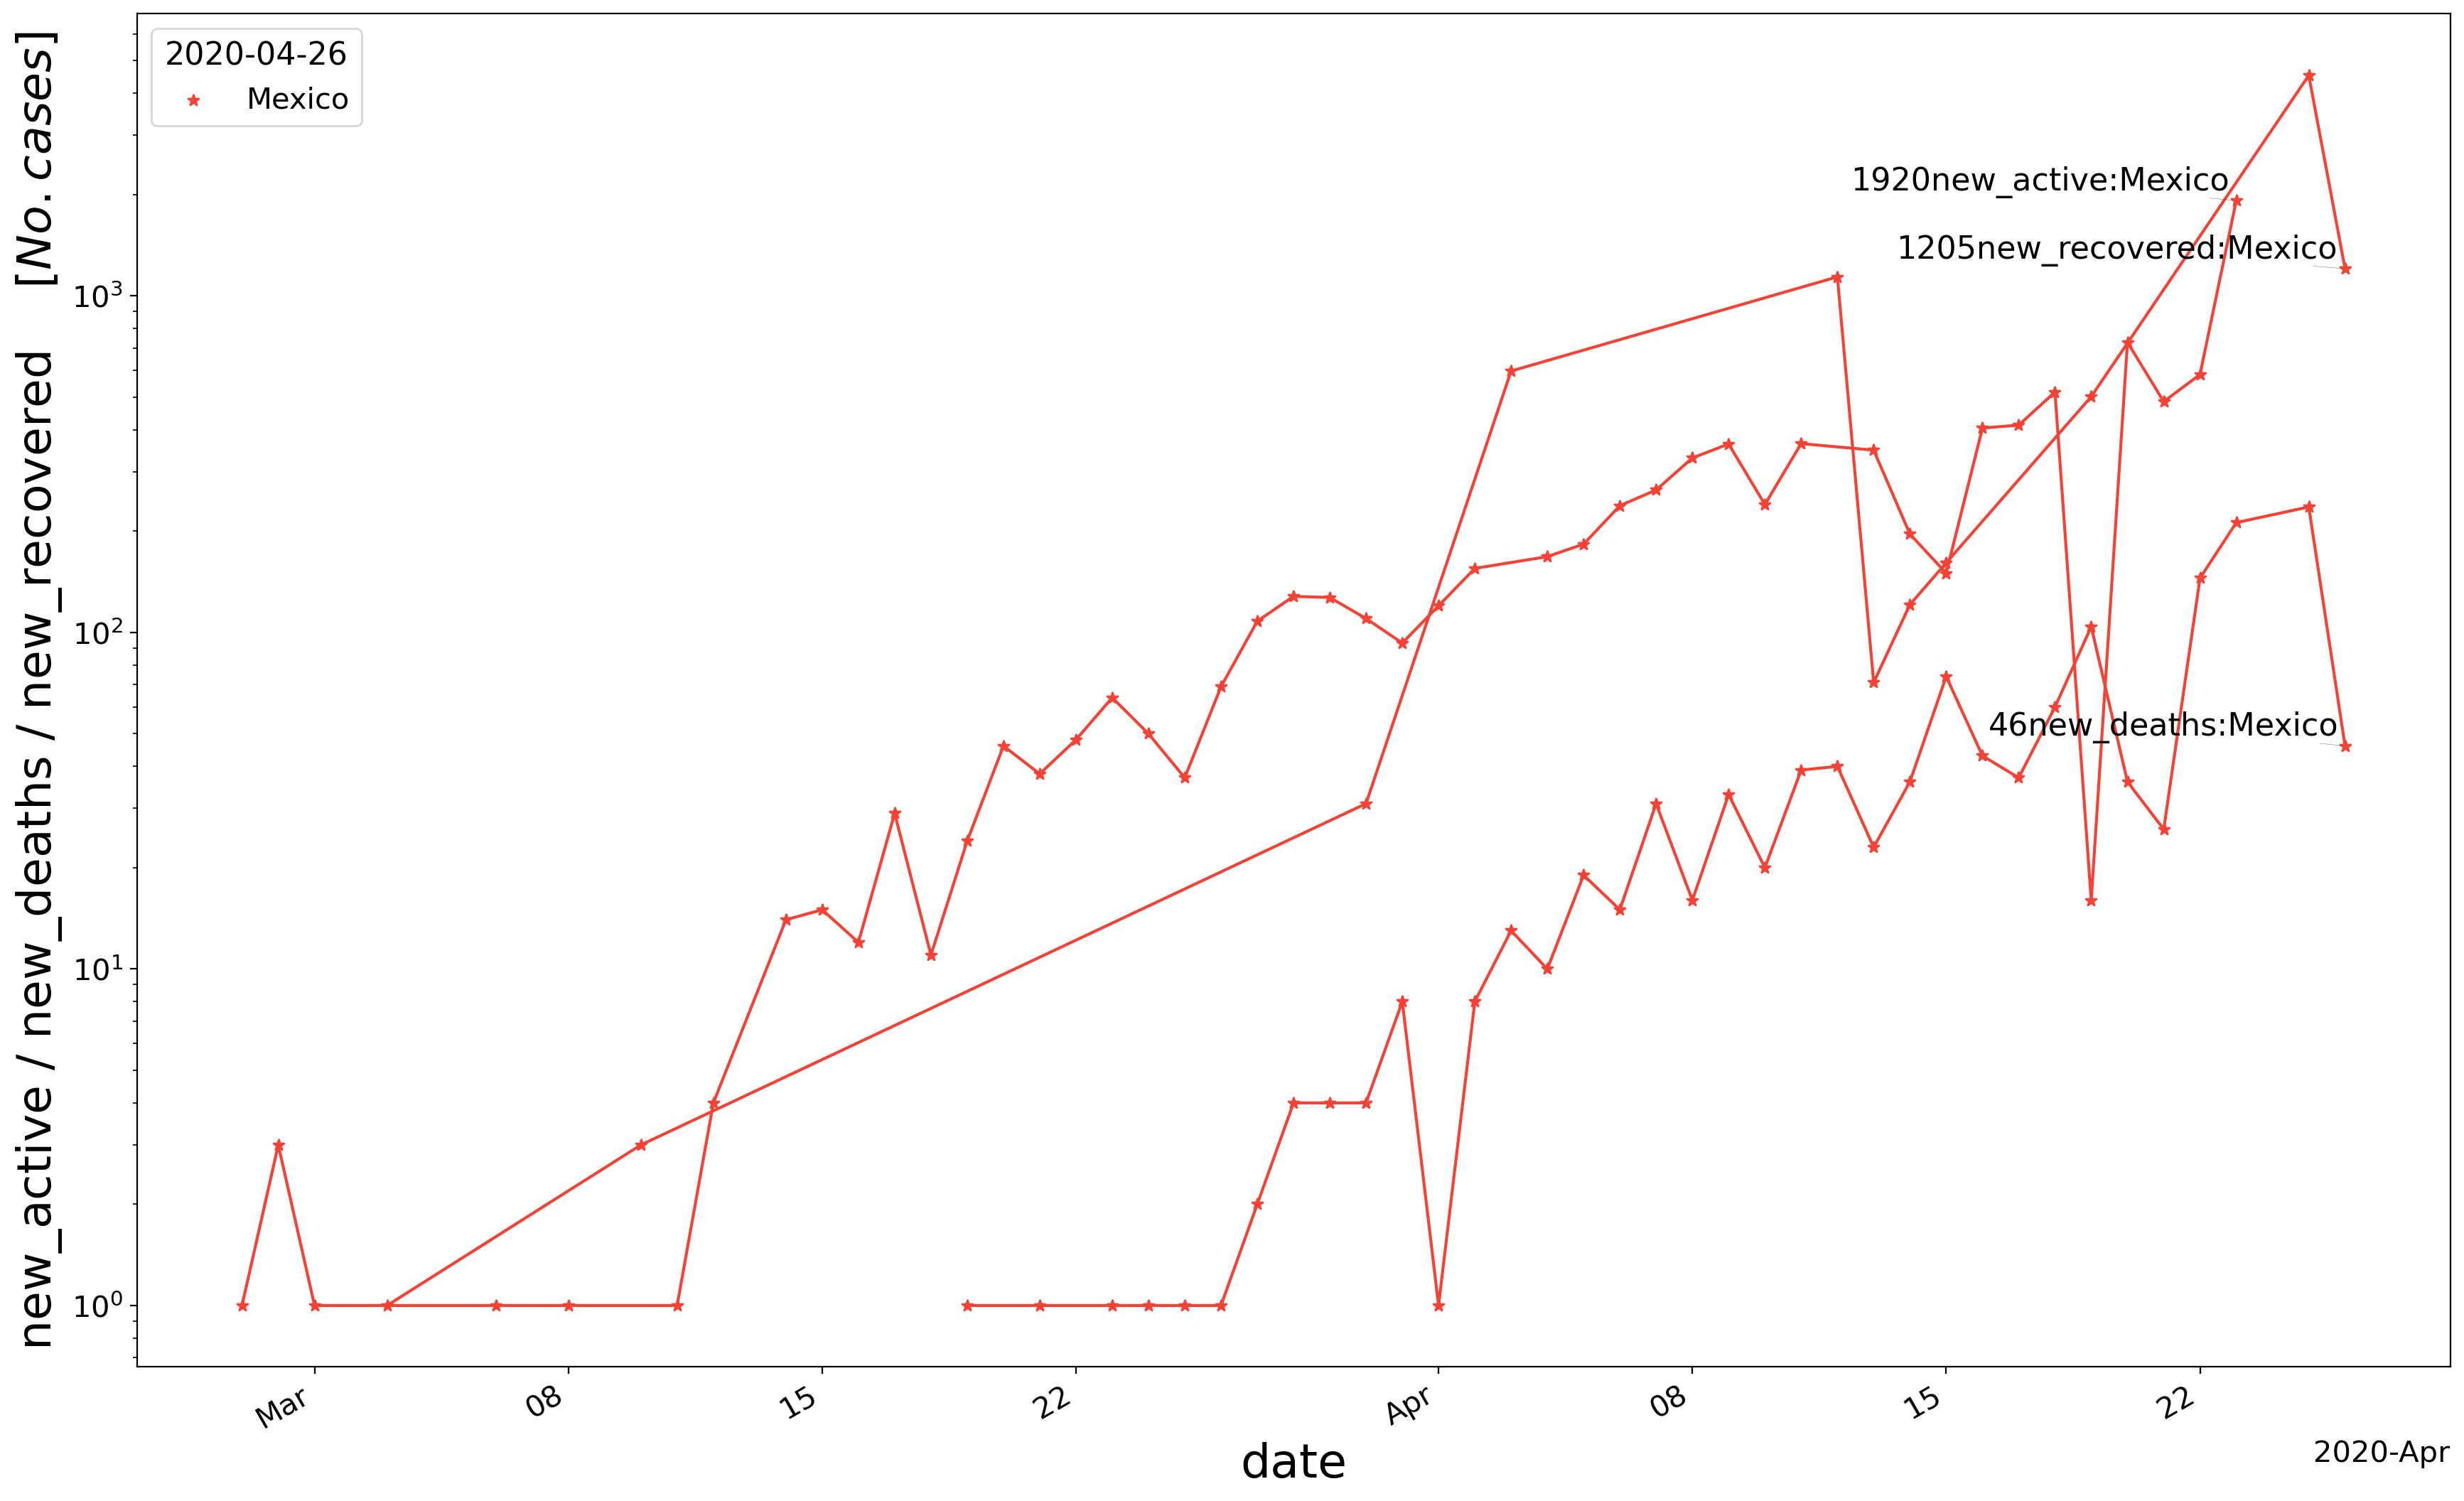 new_active / new_deaths / new_recovered [No.cases]
2020-04-26
Mexico
1920new_active:Mexico
1205new_recovered:Mexico
46new_deaths:Mexico
10³
10²
10¹
10⁰
Mar
08
15
22
Apr
08
15
22
date
2020-Apr